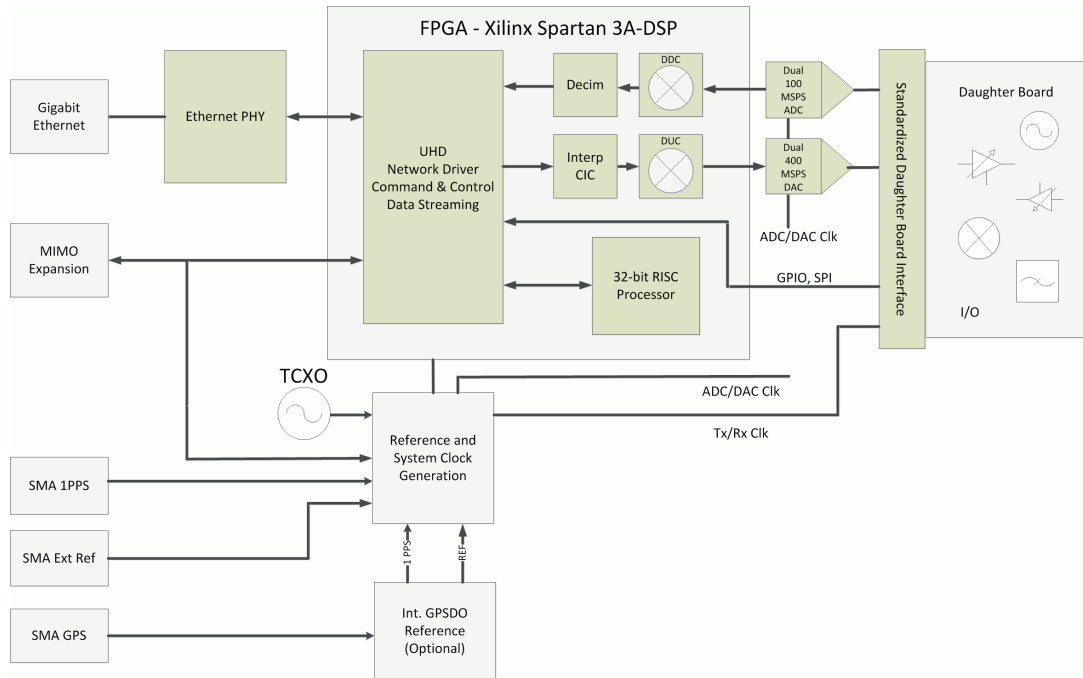 FPGA - Xilinx Spartan 3A-DSP
Gigabit
Ethernet
Ethernet PHY
UHD
Network Driver
Command & Control
Data Streaming
Decim
DDC
Dual
100
MSPS
ADC
Interp
CIC
DUC
Dual
400
MSPS
DAC
ADC/DAC Clk
Standardized Daughter Board Interface
Daughter Board
I/O
MIMO
Expansion
32-bit RISC
Processor
GPIO, SPI
TCXO
ADC/DAC Clk
Tx/Rx Clk
Reference and
System Clock
Generation
SMA 1PPS
SMA Ext Ref
1 PPS
REF
SMA GPS
Int. GPSDO
Reference
(Optional)